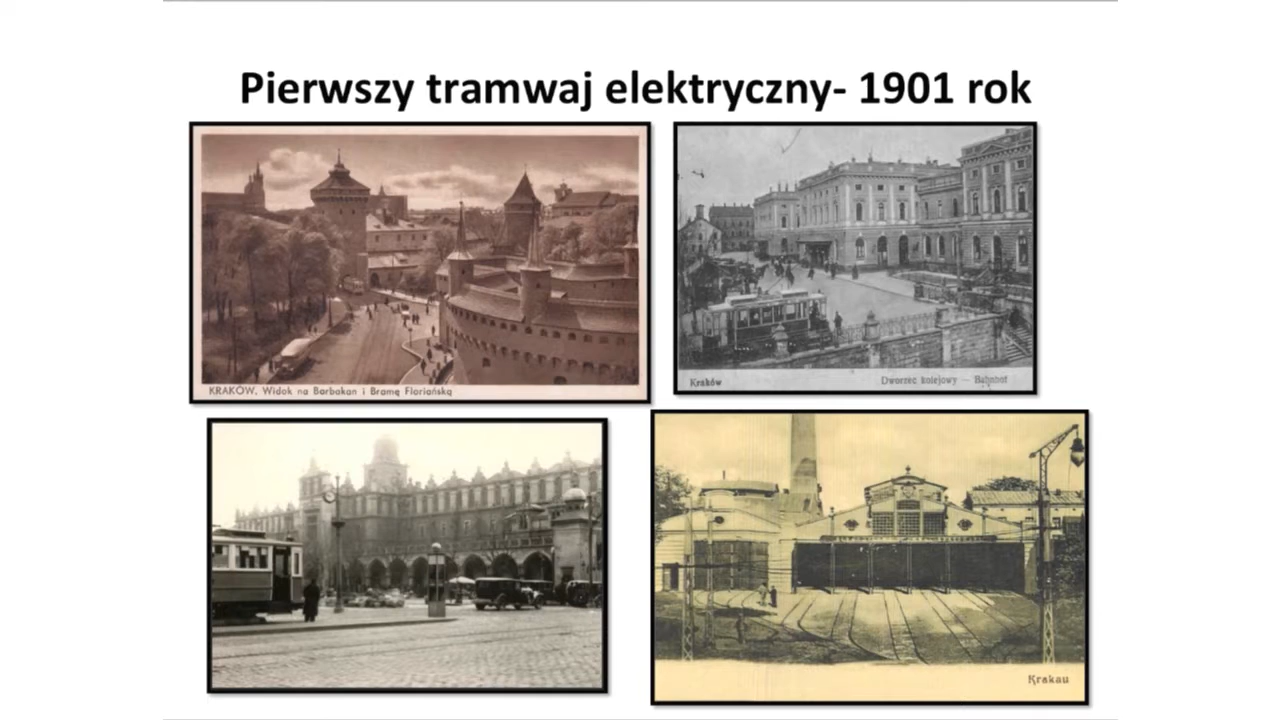 Pierwszy tramwaj elektryczny- 1901 rok
KRAKÓW. Widok na Barbakan i Bramę Floriańską
Kraków
Dworzec kolejowy — Bahnhof
Krakau